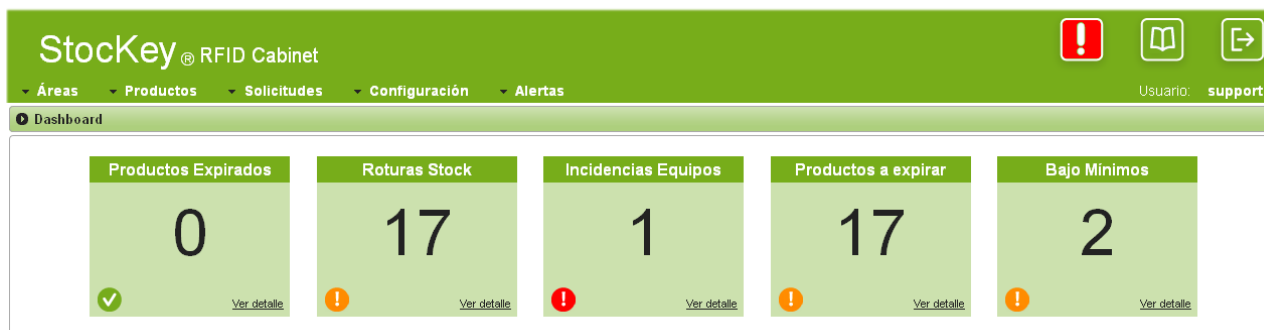 StocKey ® RFID Cabinet
Áreas Productos Solicitudes Configuración Alertas Usuario: support
Dashboard
Productos Expirados Roturas Stock Incidencias Equipos Productos a expirar Bajo Mínimos
0 17 1 17 2
Ver detalle Ver detalle Ver detalle Ver detalle Ver detalle